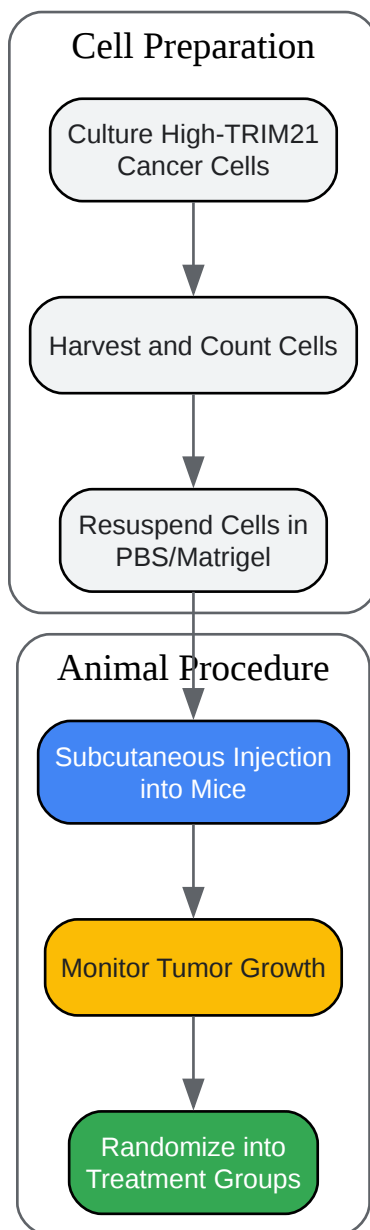 Cell Preparation
Culture High-TRIM21
Cancer Cells
Harvest and Count Cells
Resuspend Cells in
PBS/Matrigel
Animal Procedure
Subcutaneous Injection
into Mice
Monitor Tumor Growth
Randomize into
Treatment Groups